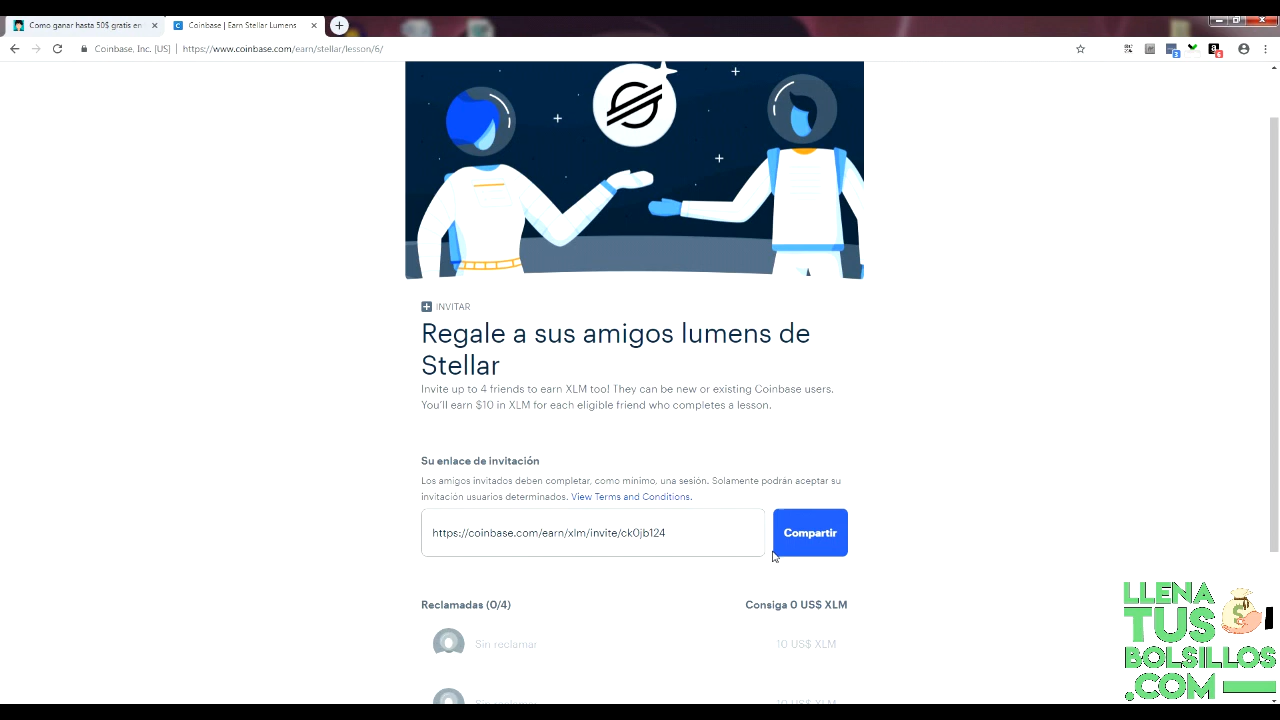 Como ganar hasta 50$ gratis en
Coinbase | Earn Stellar Lumens
Coinbase, Inc. [US]
https://www.coinbase.com/earn/stellar/lesson/6/
INVITAR
Regale a sus amigos lumens de
Stellar
Invite up to 4 friends to earn XLM too! They can be new or existing Coinbase users.
You'll earn $10 in XLM for each eligible friend who completes a lesson.
Su enlace de invitación
Los amigos invitados deben completar, como mínimo, una sesión. Solamente podrán aceptar su
invitación usuarios determinados. View Terms and Conditions.
https://coinbase.com/earn/xlm/invite/ck0jb124
Compartir
Reclamadas (0/4)
Consiga 0 US$ XLM
Sin reclamar
10 US$ XLM
Sin reclamar
10 US$ XLM
LLENA
TUS
BOLSILLOS
.COM